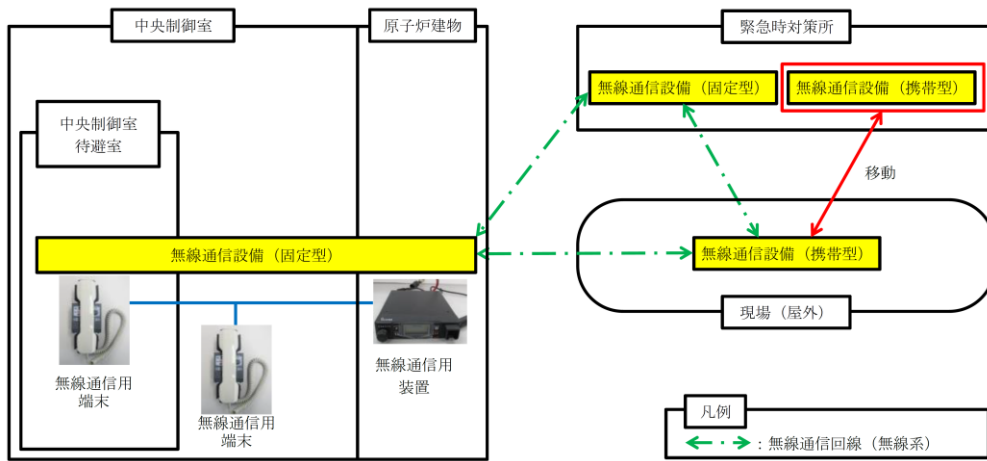 中央制御室
原子炉建物
緊急時対策所
無線通信設備（固定型）
無線通信設備（携帯型）
中央制御室
待避室
移動
無線通信設備（固定型）
無線通信設備（携帯型）
現場（屋外）
無線通信用
端末
無線通信用
端末
無線通信用
装置
凡例
：無線通信回線（無線系）